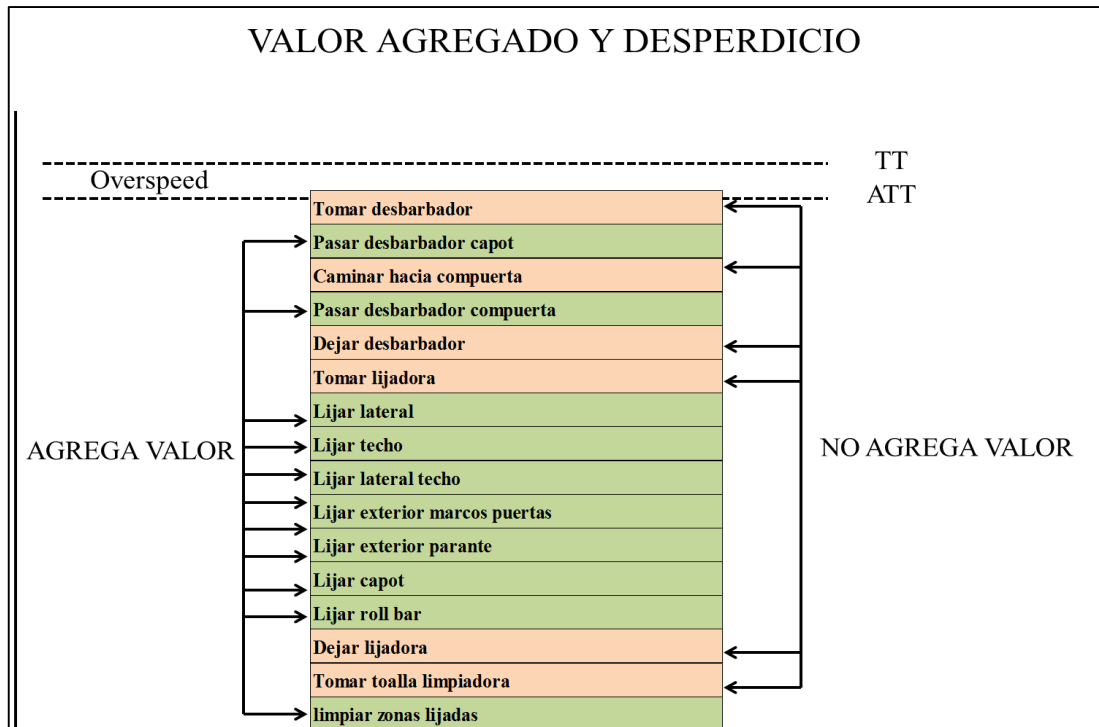 VALOR AGREGADO Y DESPERDICIO
TT
Overspeed
ATT
Tomar desbarbador
Pasar desbarbador capot
Caminar hacia compuerta
Pasar desbarbador compuerta
Dejar desbarbador
Tomar lijadora
Lijar lateral
Lijar techo
AGREGA VALOR
NO AGREGA VALOR
Lijar lateral techo
Lijar exterior marcos puertas
Lijar exterior parante
Lijar capot
Lijar roll bar
Dejar lijadora
Tomar toalla limpiadora
limpiar zonas lijadas